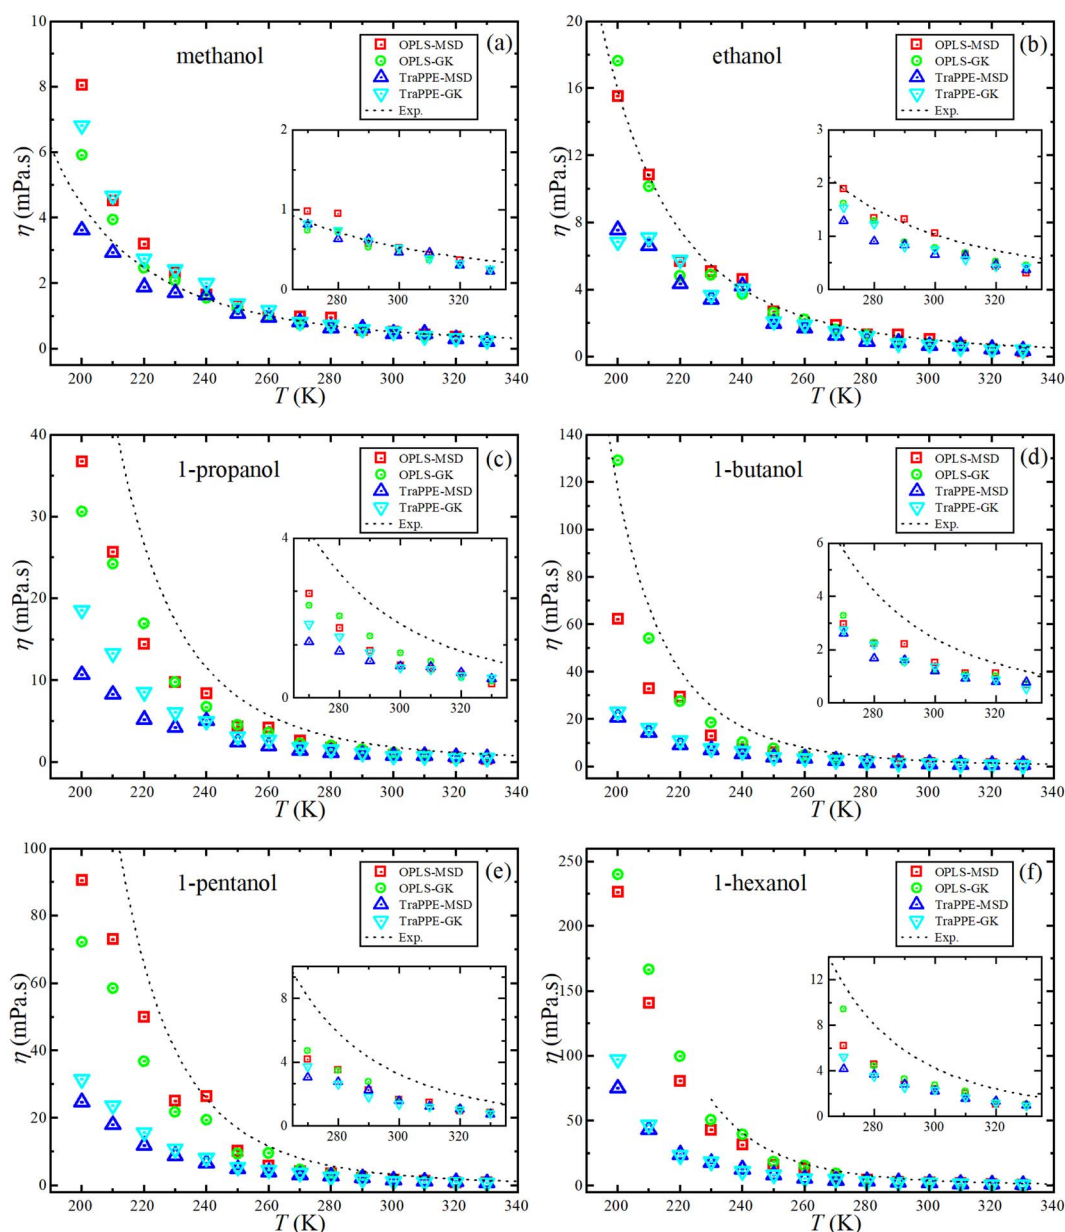 methanol
(a)
OPLS-MSD
OPLS-GK
TraPPE-MSD
TraPPE-GK
Exp.
η (mPa.s)
0 2 4 6 8 10
T (K)
200 220 240 260 280 300 320 340
0 1 2
280 300 320
ethanol
(b)
OPLS-MSD
OPLS-GK
TraPPE-MSD
TraPPE-GK
Exp.
η (mPa.s)
0 4 8 12 16 20
T (K)
200 220 240 260 280 300 320 340
0 1 2 3
280 300 320
1-propanol
(c)
OPLS-MSD
OPLS-GK
TraPPE-MSD
TraPPE-GK
Exp.
η (mPa.s)
0 10 20 30 40
T (K)
200 220 240 260 280 300 320 340
0 4
280 300 320
1-butanol
(d)
OPLS-MSD
OPLS-GK
TraPPE-MSD
TraPPE-GK
Exp.
η (mPa.s)
0 20 40 60 80 100 120 140
T (K)
200 220 240 260 280 300 320 340
0 2 4 6
280 300 320
1-pentanol
(e)
OPLS-MSD
OPLS-GK
TraPPE-MSD
TraPPE-GK
Exp.
η (mPa.s)
0 20 40 60 80 100
T (K)
200 220 240 260 280 300 320 340
0 4 8
280 300 320
1-hexanol
(f)
OPLS-MSD
OPLS-GK
TraPPE-MSD
TraPPE-GK
Exp.
η (mPa.s)
0 50 100 150 200 250
T (K)
200 220 240 260 280 300 320 340
0 4 8 12
280 300 320